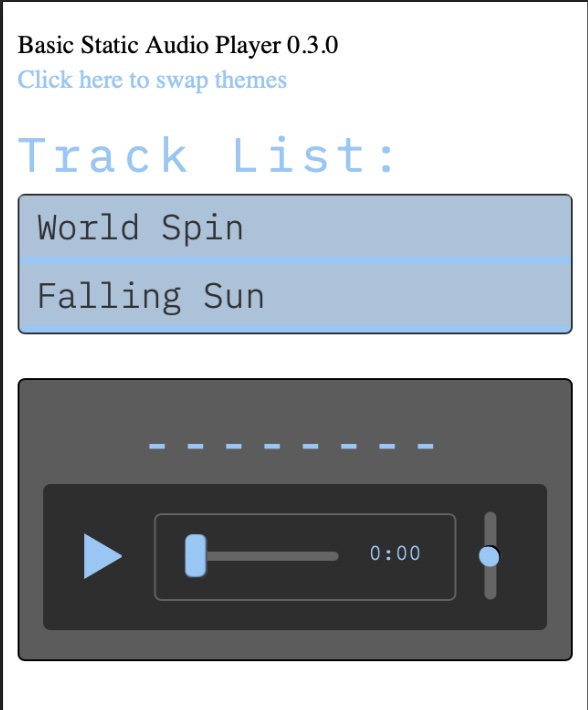 Basic Static Audio Player 0.3.0
Click here to swap themes
Track List:
World Spin
Falling Sun
--------
0:00